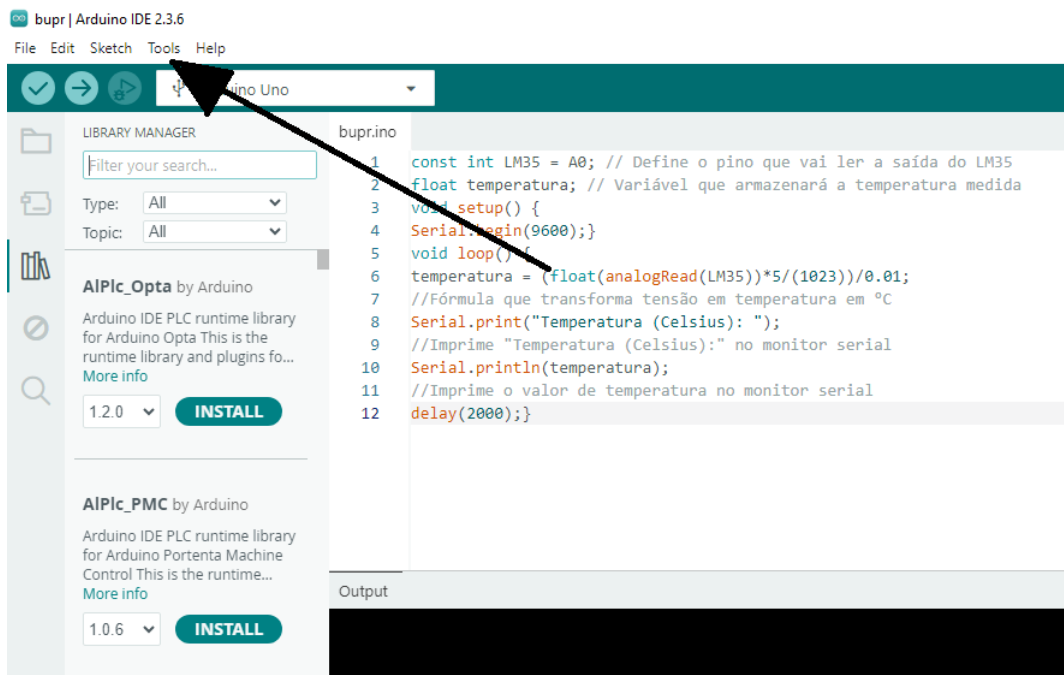 bupr | Arduino IDE 2.3.6
File Edit Sketch Tools Help
Uno
LIBRARY MANAGER
Filter your search...
Type: All
Topic: All
AlPlc_Opta by Arduino
Arduino IDE PLC runtime library
for Arduino Opta This is the
runtime library and plugins fo...
More info
1.2.0 INSTALL
AlPlc_PMC by Arduino
Arduino IDE PLC runtime library
for Arduino Portenta Machine
Control This is the runtime...
More info
1.0.6 INSTALL
bupr.ino
1 const int LM35 = A0; // Define o pino que vai ler a saída do LM35
2 float temperatura; // Variável que armazenará a temperatura medida
3 void setup() {
4 Serial.begin(9600);}
5 void loop() {
6 temperatura = (float(analogRead(LM35))*5/(1023))/0.01;
7 //Fórmula que transforma tensão em temperatura em ºC
8 Serial.print("Temperatura (Celsius): ");
9 //Imprime "Temperatura (Celsius):" no monitor serial
10 Serial.println(temperatura);
11 //Imprime o valor de temperatura no monitor serial
12 delay(2000);}
Output